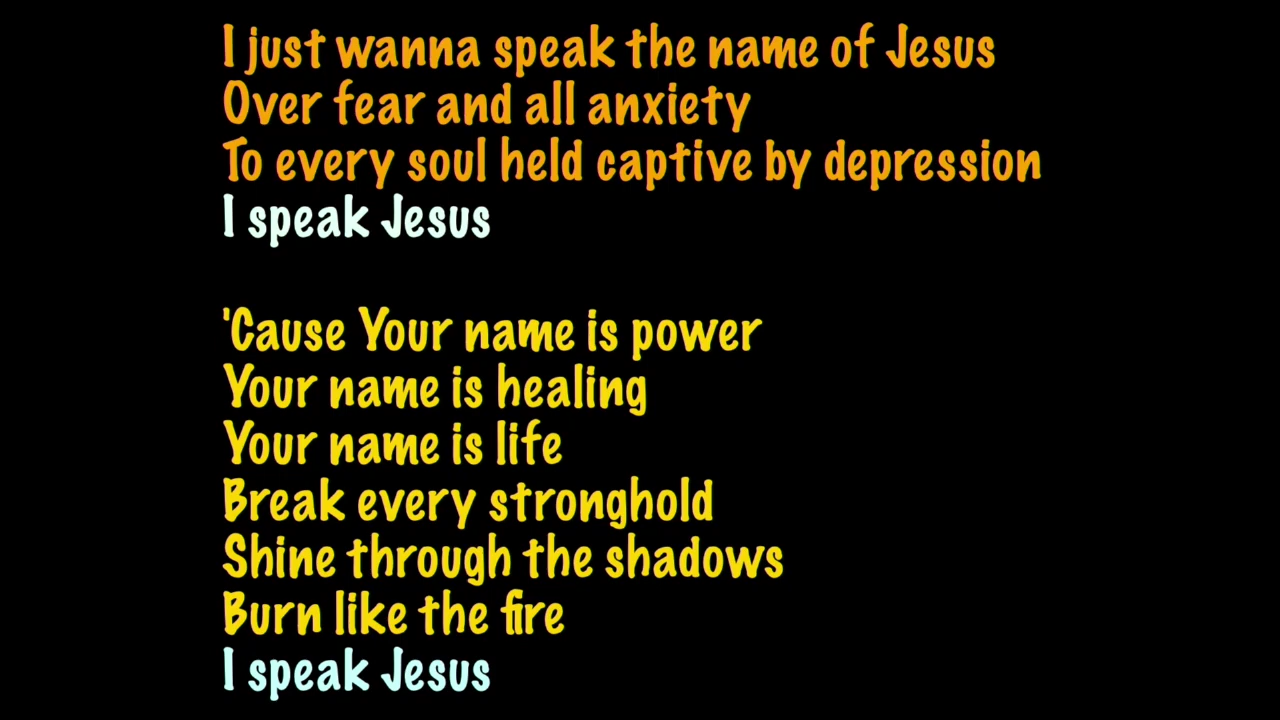 I just wanna speak the name of Jesus
Over fear and all anxiety
To every soul held captive by depression
I speak Jesus
'Cause Your name is power
Your name is healing
Your name is life
Break every stronghold
Shine through the shadows
Burn like the fire
I speak Jesus